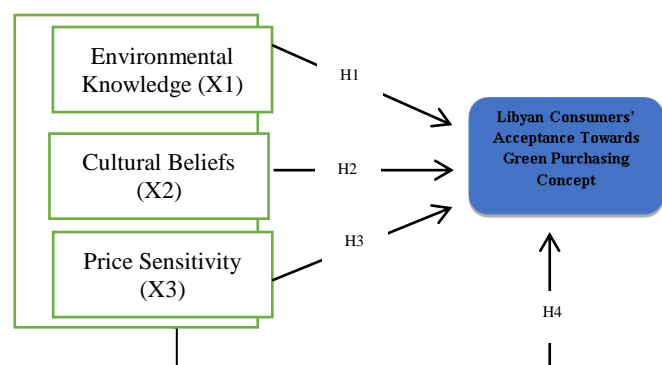 Environmental
Knowledge (X1)
H1
Libyan Consumers'
Acceptance Towards
Green Purchasing
Concept
Cultural Beliefs
(X2)
H2
Price Sensitivity
(X3)
H3
H4